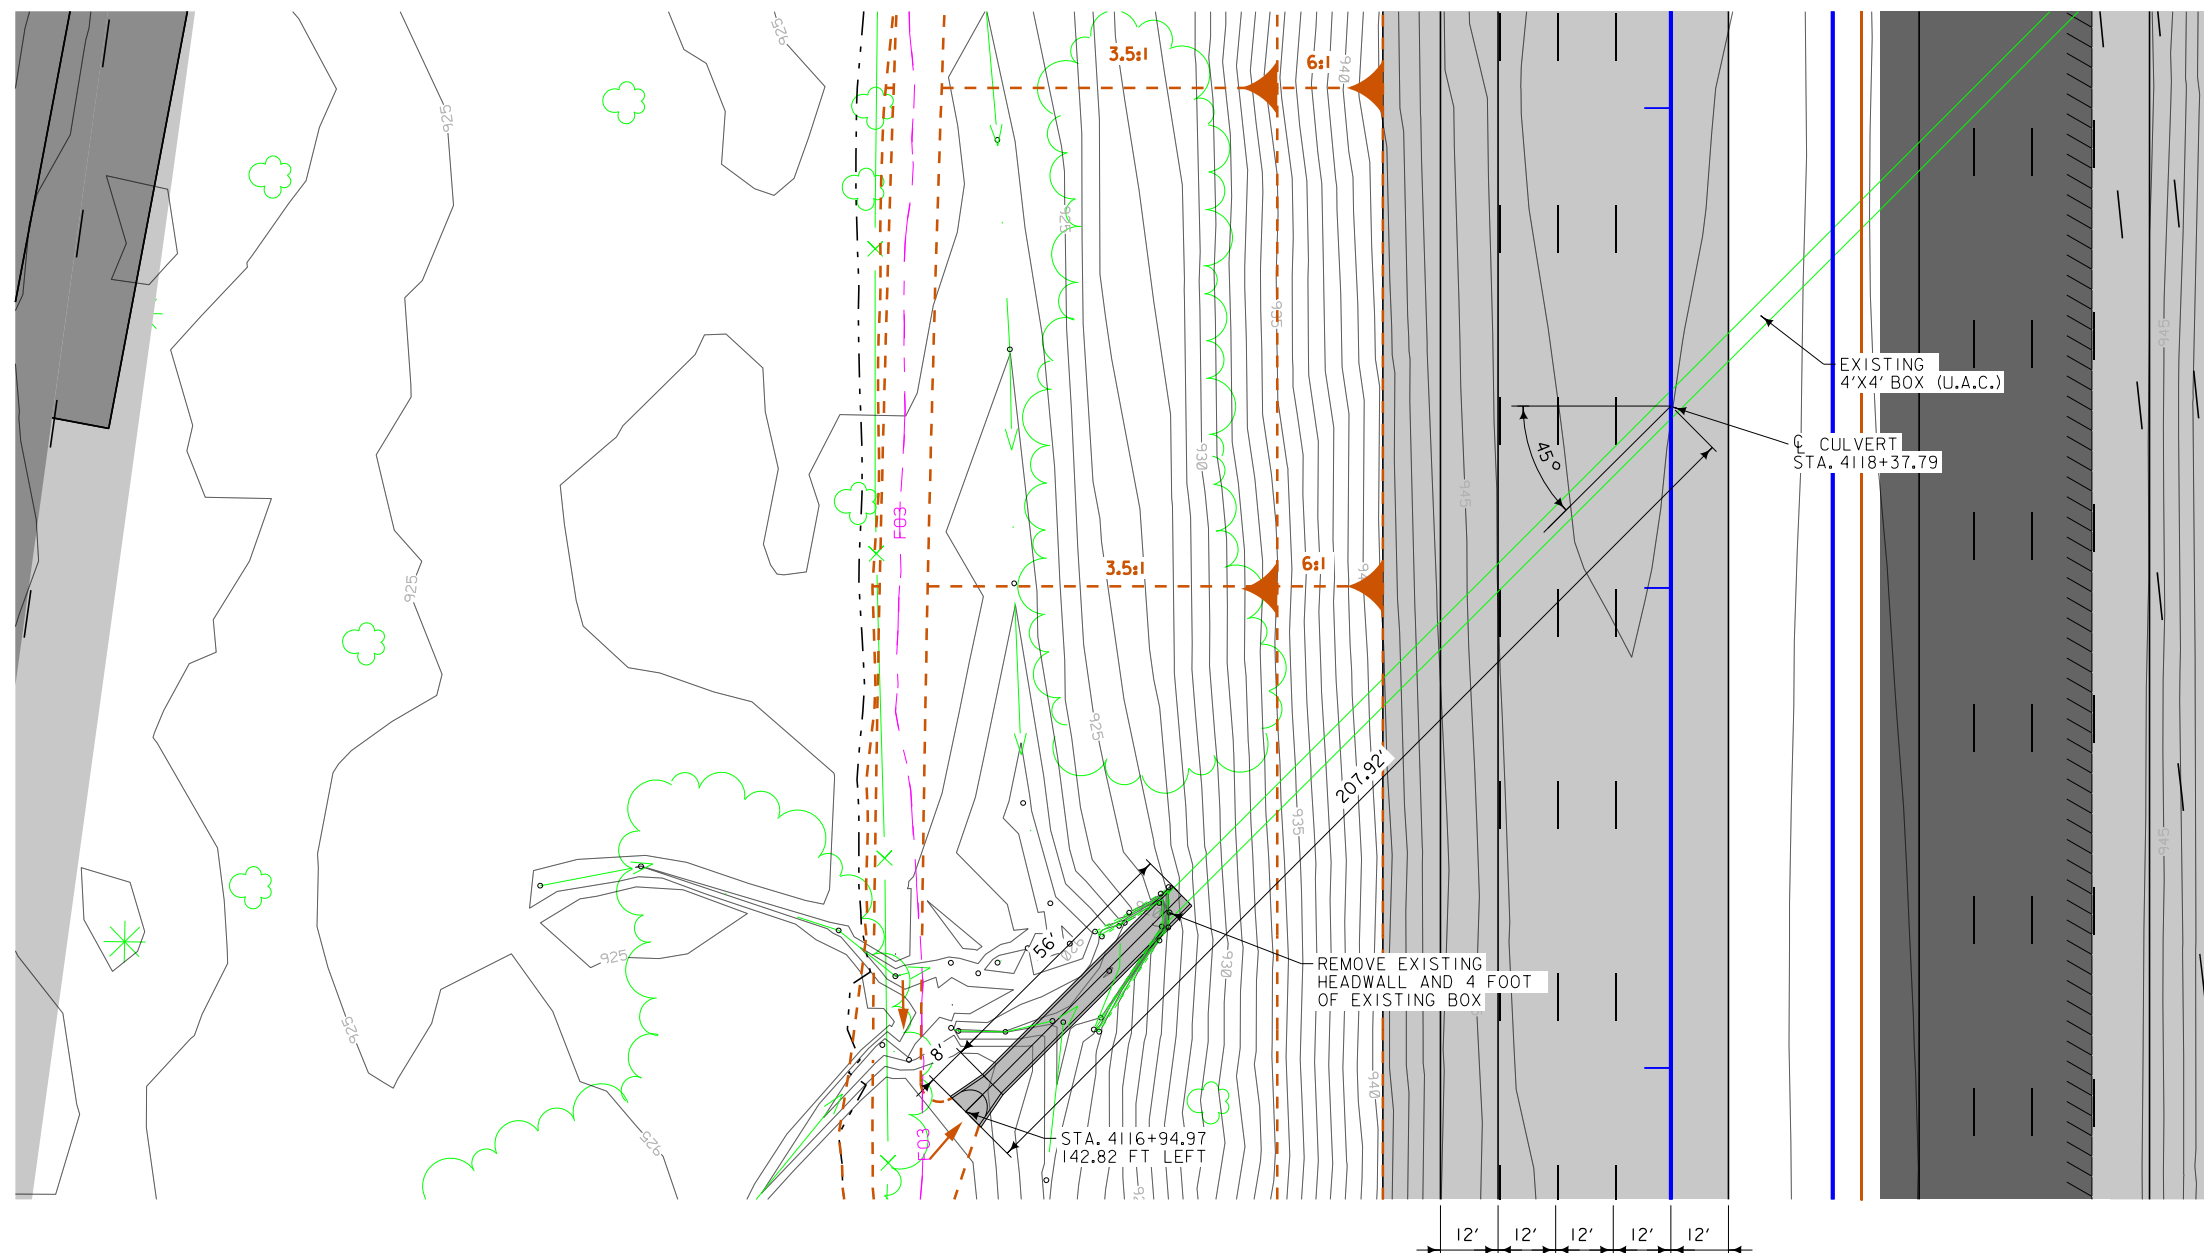 925
925
3.5:1
6:1
940
925
935
EXISTING
4'X4' BOX (U.A.C.)
945
945
℄ CULVERT
STA. 4118+37.79
45°
930
F03
925
3.5:1
6:1
94
925
207.92'
935
945
925
56'
920
930
REMOVE EXISTING
HEADWALL AND 4 FOOT
OF EXISTING BOX
925
8'
940
F03
STA. 4116+94.97
142.82 FT LEFT
925
12' 12' 12' 12' 12'